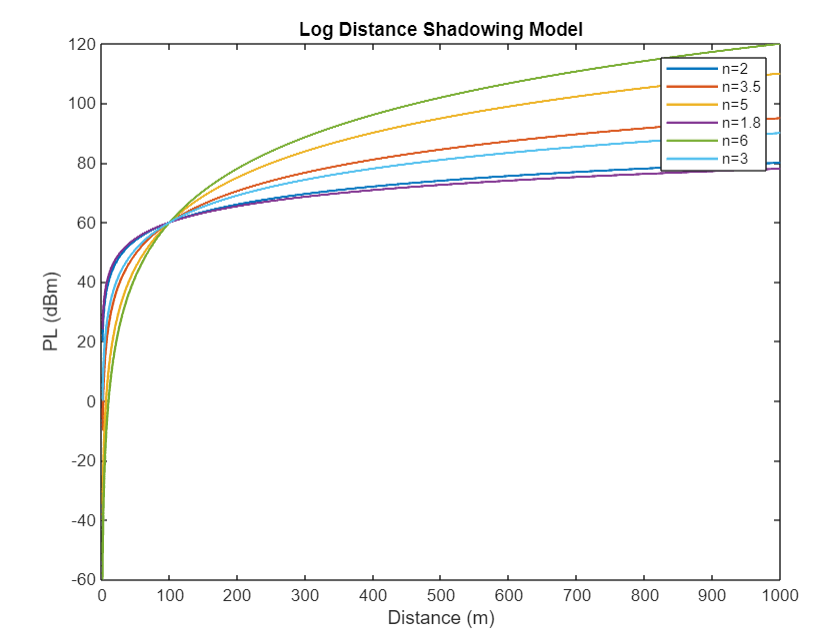 Log Distance Shadowing Model
120
100
80
60
40
20
0
-20
-40
-60
PL (dBm)
n=2
n=3.5
n=5
n=1.8
n=6
n=3
0 100 200 300 400 500 600 700 800 900 1000
Distance (m)